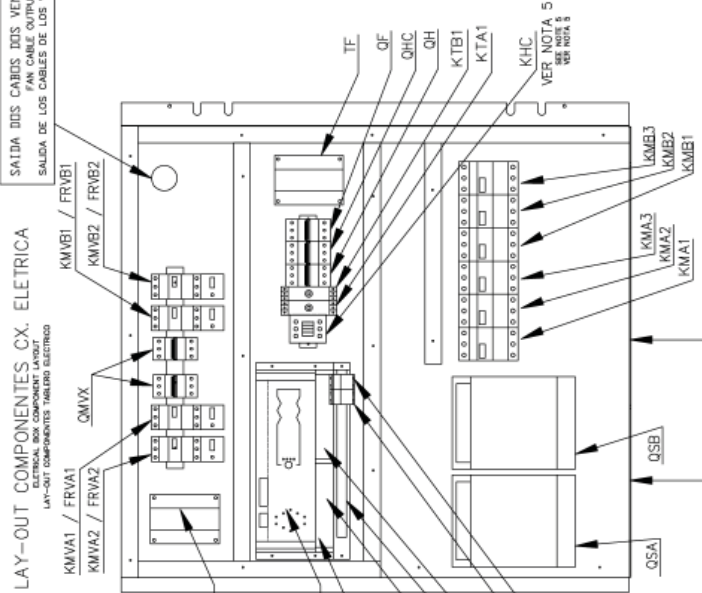 SAIDA DOS CABOS DOS
FAN CABLE
SALIDA DE LOS CABLES DE LOS
LAY-OUT COMPONENTES CX. ELETRICA
ELETRICAL BOX COMPONENT LAYOUT
LAY-OUT COMPONENTES TABLERO ELECTRICO
KMVA1 / FRVA1
KMVA2 / FRVA2
QMVX
KMVB1 / FRVB1
KMVB2 / FRVB2
TF
QF
QHC
QH
KTB1
KTA1
KHC
VER NOTA 5
SEE NOTE 5
VER NOTA 5
QSA
QSB
KMA3
KMA2
KMA1
KMB3
KMB2
KMB1